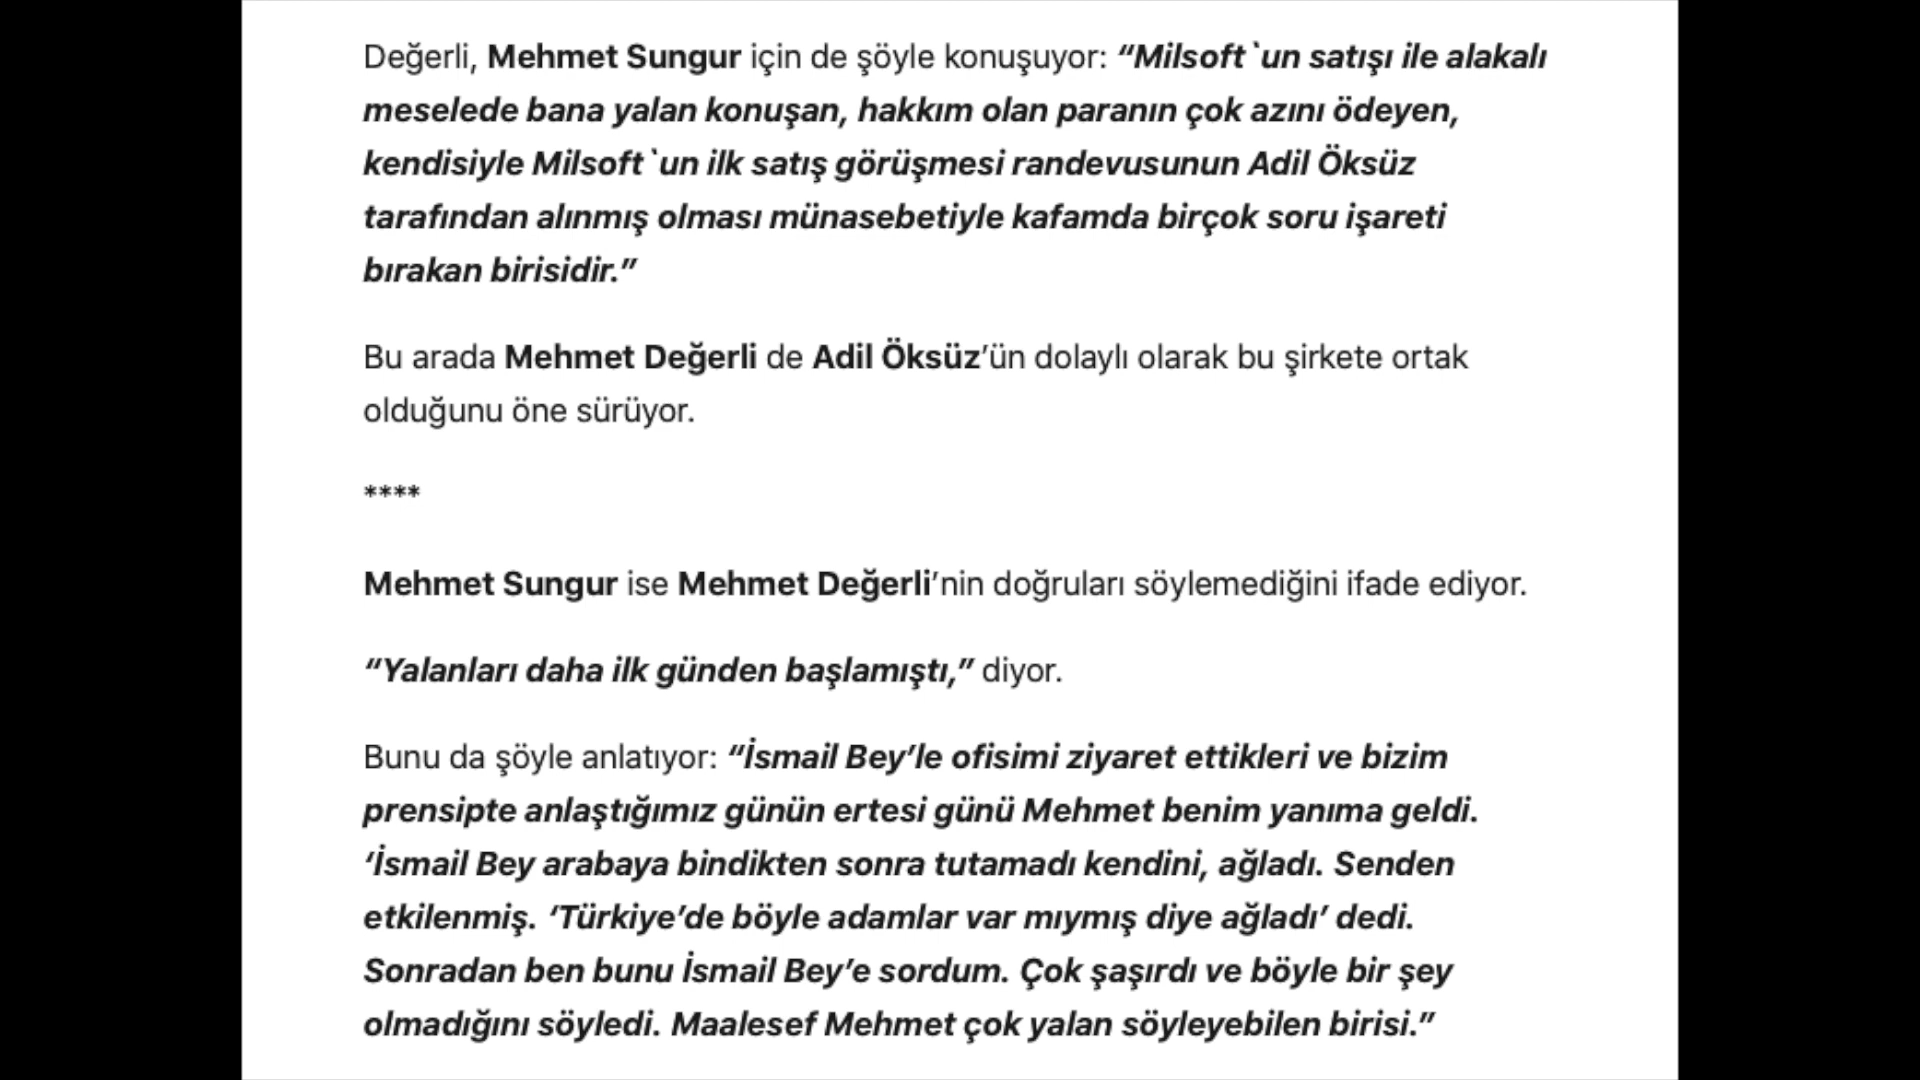 Değerli, Mehmet Sungur için de şöyle konuşuyor: “Milsoft`un satışı ile alakalı
meselede bana yalan konuşan, hakkım olan paranın çok azını ödeyen,
kendisiyle Milsoft`un ilk satış görüşmesi randevusunun Adil Öksüz
tarafından alınmış olması münasebetiyle kafamda birçok soru işareti
bırakan birisidir.”
Bu arada Mehmet Değerli de Adil Öksüz’ün dolaylı olarak bu şirkete ortak
olduğunu öne sürüyor.
****
Mehmet Sungur ise Mehmet Değerli’nin doğruları söylemediğini ifade ediyor.
“Yalanları daha ilk günden başlamıştı,” diyor.
Bunu da şöyle anlatıyor: “İsmail Bey’le ofisimi ziyaret ettikleri ve bizim
prensipte anlaştığımız günün ertesi günü Mehmet benim yanıma geldi.
‘İsmail Bey arabaya bindikten sonra tutamadı kendini, ağladı. Senden
etkilenmiş. ‘Türkiye’de böyle adamlar var mıymış diye ağladı’ dedi.
Sonradan ben bunu İsmail Bey’e sordum. Çok şaşırdı ve böyle bir şey
olmadığını söyledi. Maalesef Mehmet çok yalan söyleyebilen birisi.”